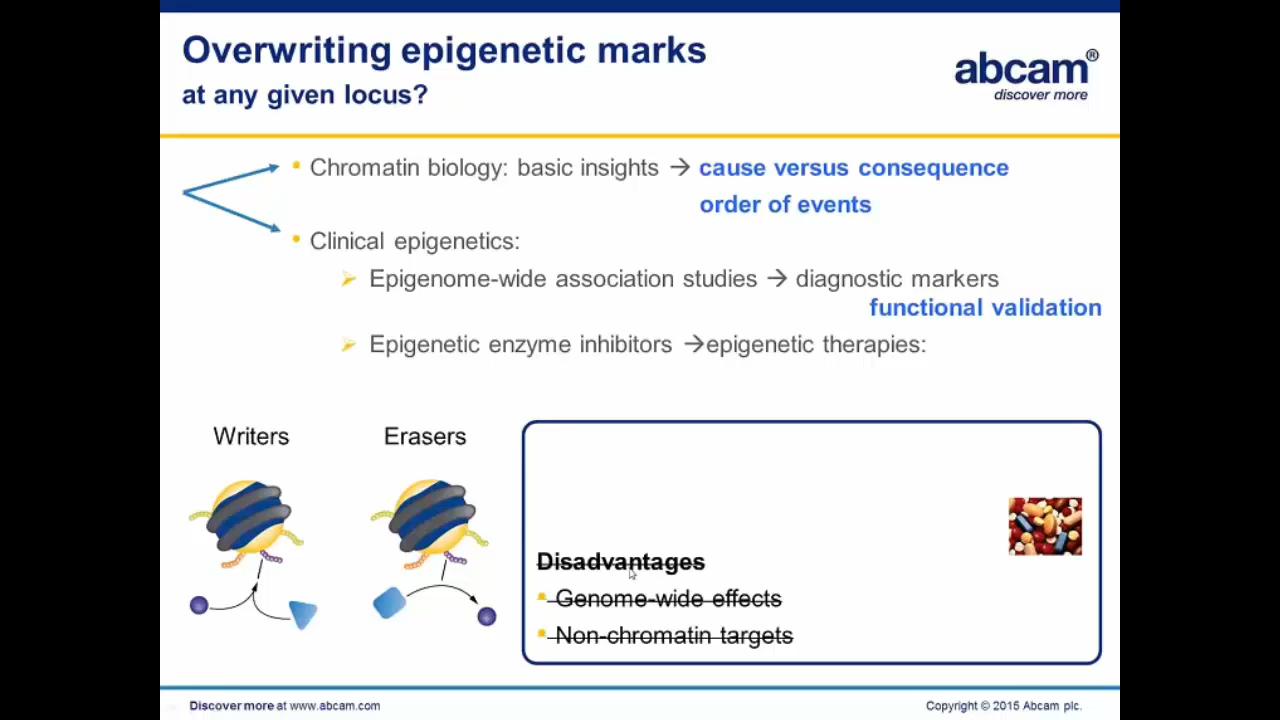 Overwriting epigenetic marks
at any given locus?
abcam®
discover more
Chromatin biology: basic insights → cause versus consequence
order of events
Clinical epigenetics:
Epigenome-wide association studies → diagnostic markers
functional validation
Epigenetic enzyme inhibitors →epigenetic therapies:
Writers
Erasers
Disadvantages
Genome-wide effects
Non-chromatin targets
Discover more at www.abcam.com
Copyright © 2015 Abcam plc.